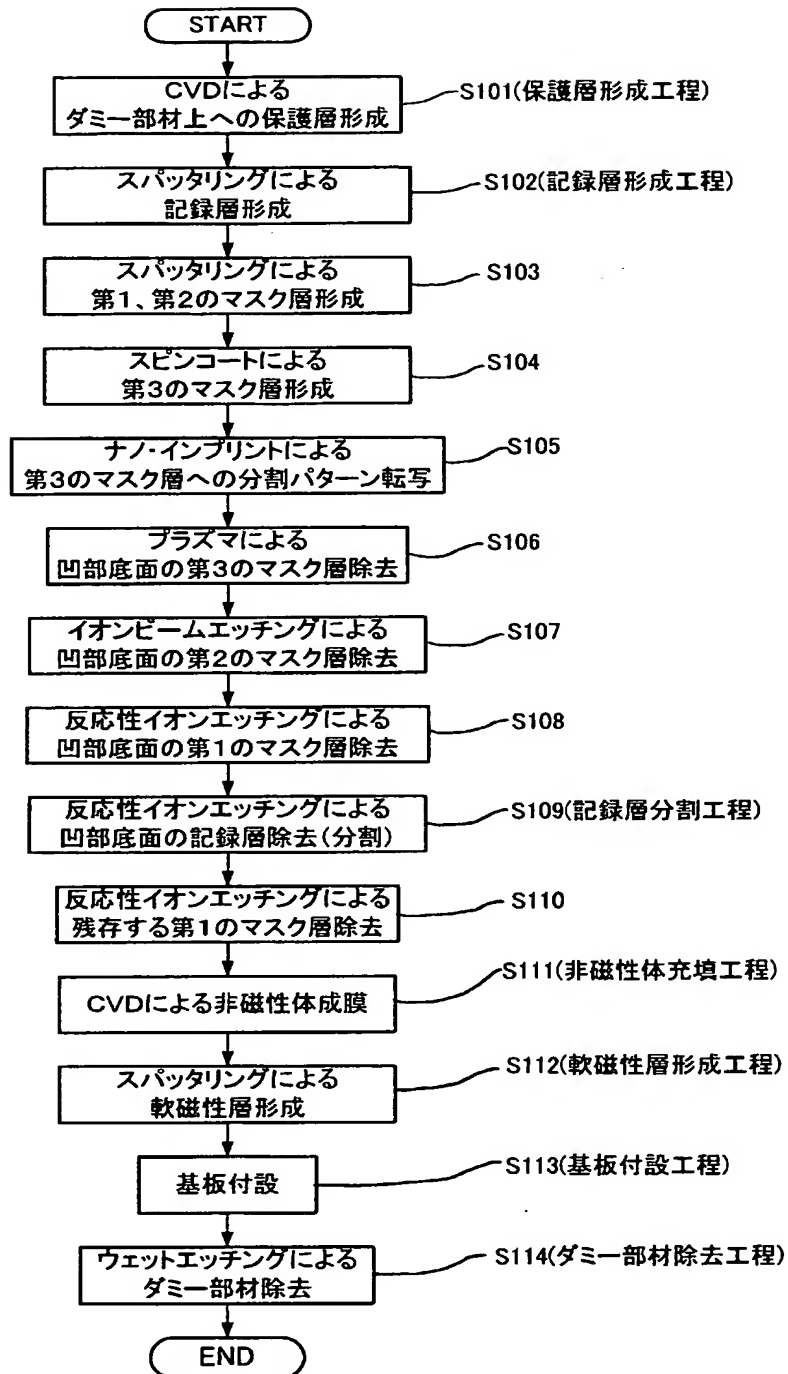 START
CVDによる
ダミー部材上への保護層形成
S101(保護層形成工程)
スパッタリングによる
記録層形成
S102(記録層形成工程)
スパッタリングによる
第1、第2のマスク層形成
S103
スピンコートによる
第3のマスク層形成
S104
ナノ・インプリントによる
第3のマスク層への分割パターン転写
S105
プラズマによる
凹部底面の第3のマスク層除去
S106
イオンビームエッチングによる
凹部底面の第2のマスク層除去
S107
反応性イオンエッチングによる
凹部底面の第1のマスク層除去
S108
反応性イオンエッチングによる
凹部底面の記録層除去(分割)
S109(記録層分割工程)
反応性イオンエッチングによる
残存する第1のマスク層除去
S110
CVDによる非磁性体成膜
S111(非磁性体充填工程)
スパッタリングによる
軟磁性層形成
S112(軟磁性層形成工程)
基板付設
S113(基板付設工程)
ウェットエッチングによる
ダミー部材除去
S114(ダミー部材除去工程)
END